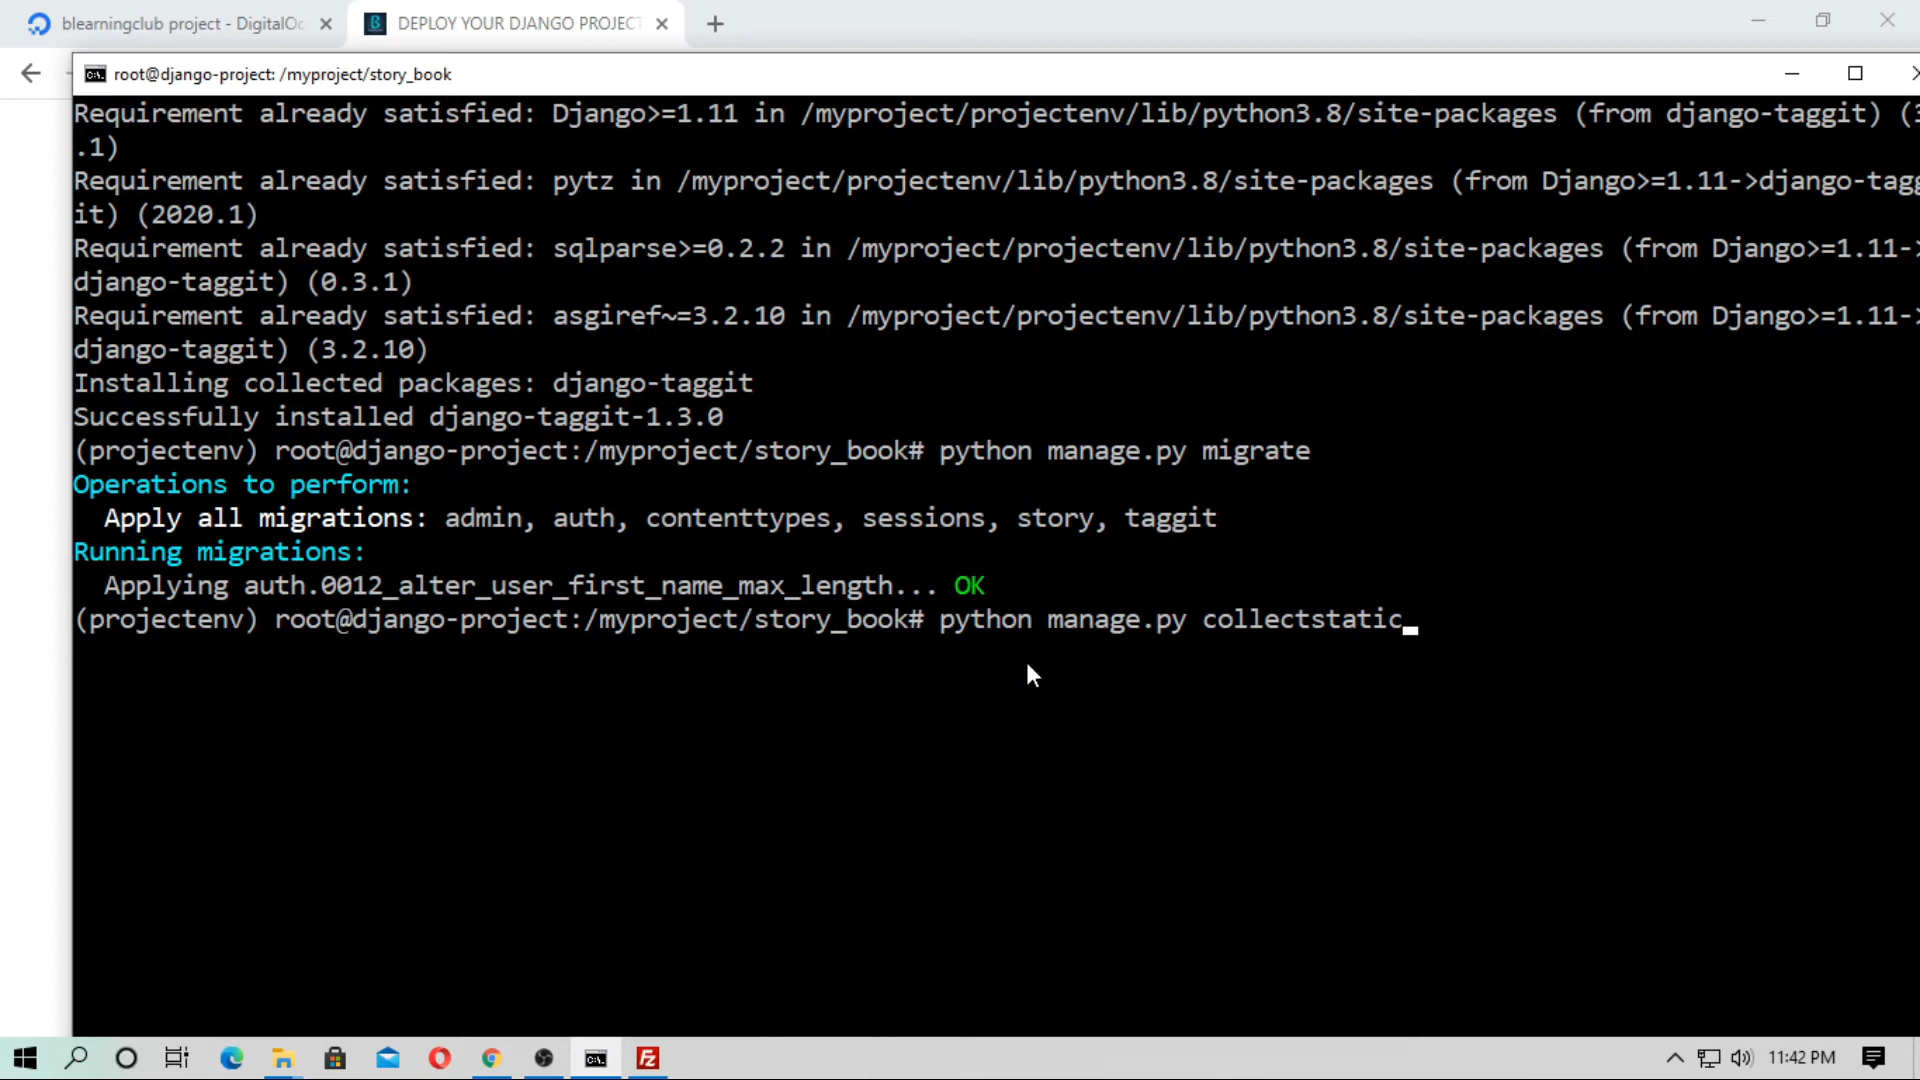 blearningclub project - DigitalOc
DEPLOY YOUR DJANGO PROJECT
root@django-project: /myproject/story_book
Requirement already satisfied: Django>=1.11 in /myproject/projectenv/lib/python3.8/site-packages (from django-taggit) (3
.1)
Requirement already satisfied: pytz in /myproject/projectenv/lib/python3.8/site-packages (from Django>=1.11->django-tagg
it) (2020.1)
Requirement already satisfied: sqlparse>=0.2.2 in /myproject/projectenv/lib/python3.8/site-packages (from Django>=1.11->
django-taggit) (0.3.1)
Requirement already satisfied: asgiref~=3.2.10 in /myproject/projectenv/lib/python3.8/site-packages (from Django>=1.11->
django-taggit) (3.2.10)
Installing collected packages: django-taggit
Successfully installed django-taggit-1.3.0
(projectenv) root@django-project:/myproject/story_book# python manage.py migrate
Operations to perform:
  Apply all migrations: admin, auth, contenttypes, sessions, story, taggit
Running migrations:
  Applying auth.0012_alter_user_first_name_max_length... OK
(projectenv) root@django-project:/myproject/story_book# python manage.py collectstatic
11:42 PM